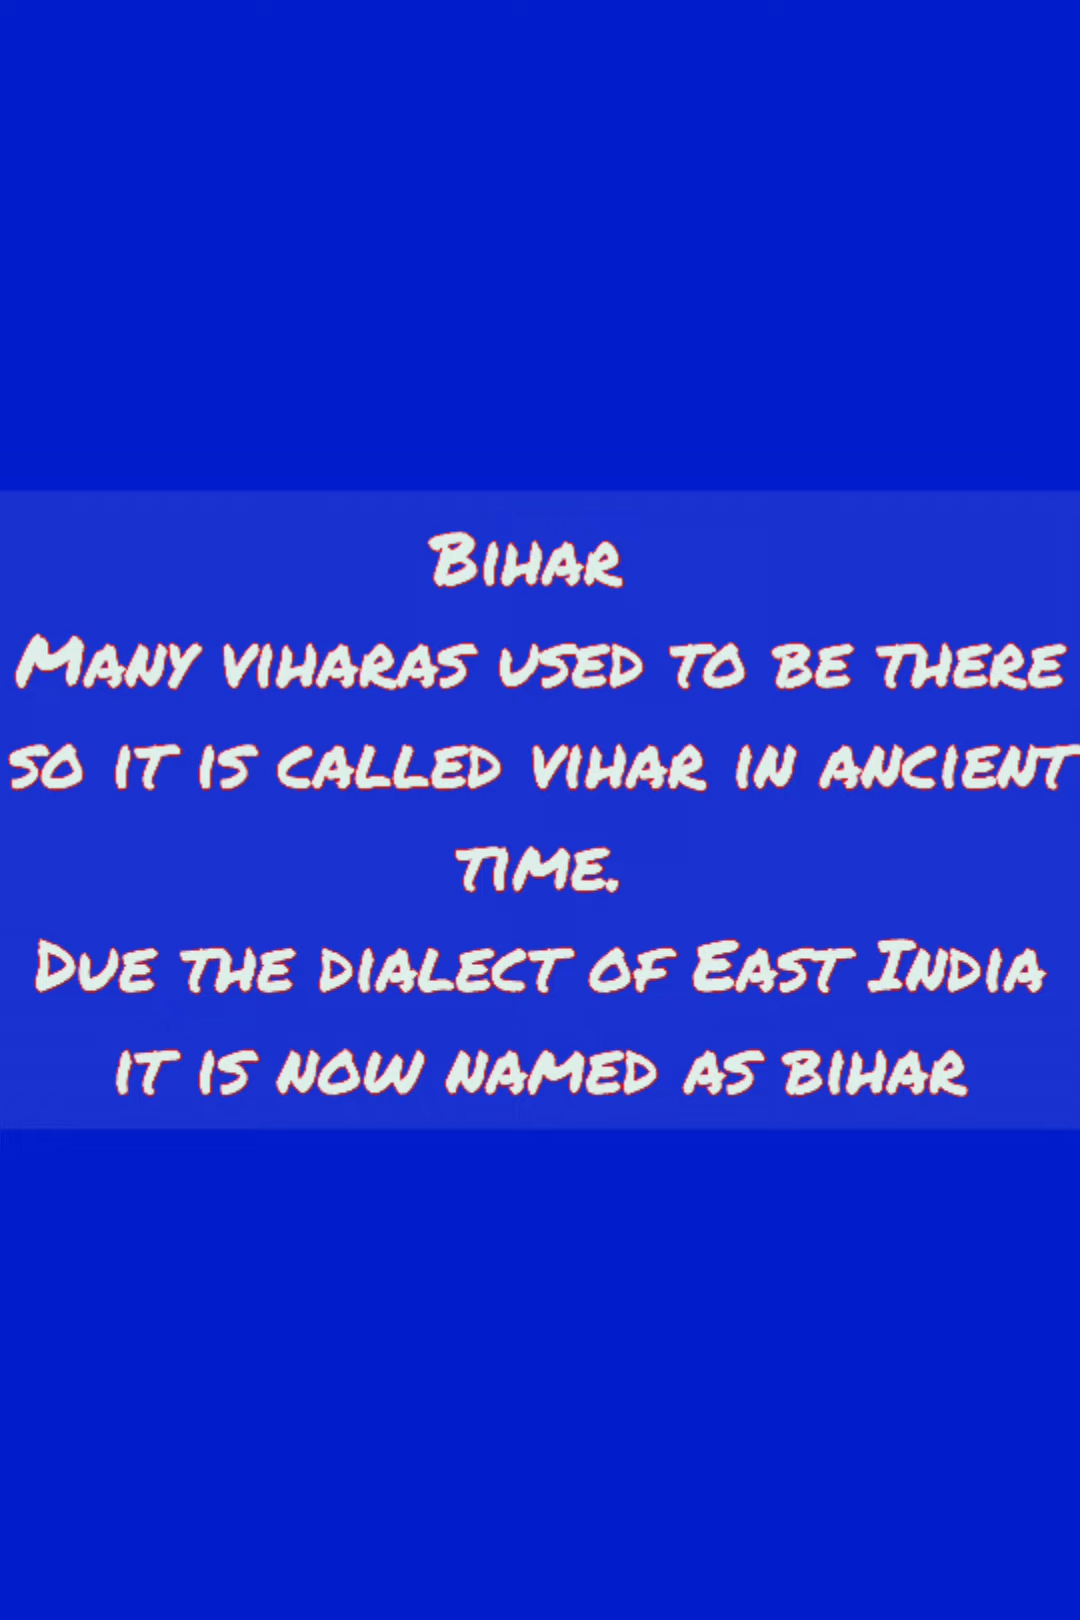 Bihar
Many viharas used to be there
so it is called vihar in ancient
time.
Due the dialect of East India
it is now named as bihar